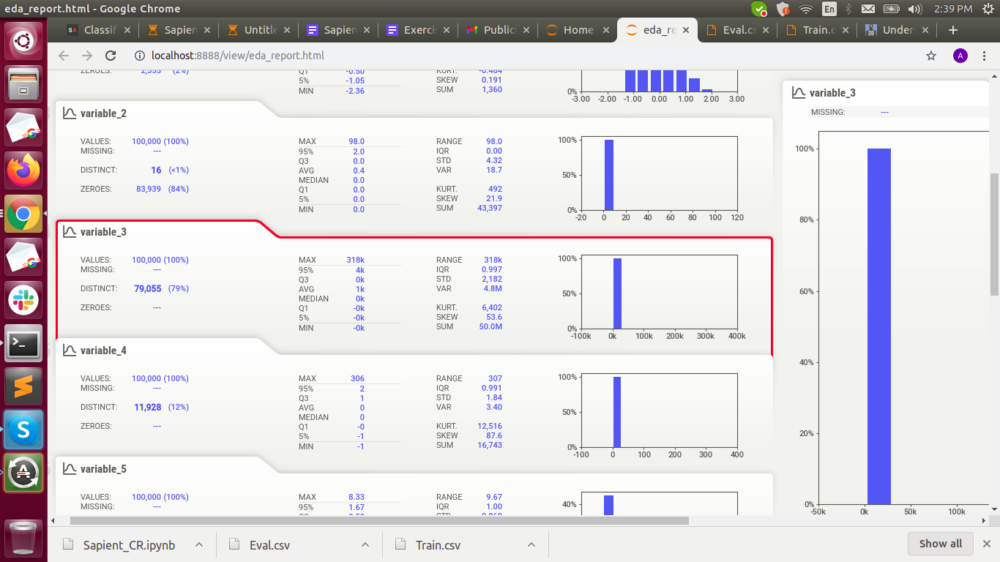 eda_report.html - Google Chrome
En
2:39 PM
SA Classif
Sapien
Untitle
Sapien
Exerci
Public
Home
eda_re
Eval.cs
Train.c
Under
localhost:8888/view/eda_report.html
A
ZEROES: 2,355 (2%)
Q1 -0.50
5% -1.05
MIN -2.36
KURT. -0.484
SKEW 0.191
SUM 1,360
0%
-3.00 -2.00 -1.00 0.00 1.00 2.00 3.00
variable_2
VALUES: 100,000 (100%)
MISSING: ---
DISTINCT: 16 (<1%)
ZEROES: 83,939 (84%)
MAX 98.0
95% 2.0
Q3 0.0
AVG 0.4
MEDIAN 0.0
Q1 0.0
5% 0.0
MIN 0.0
RANGE 98.0
IQR 0.00
STD 4.32
VAR 18.7
KURT. 492
SKEW 21.9
SUM 43,397
100%
50%
0%
-20 0 20 40 60 80 100 120
variable_3
VALUES: 100,000 (100%)
MISSING: ---
DISTINCT: 79,055 (79%)
ZEROES: ---
MAX 318k
95% 4k
Q3 0k
AVG 1k
MEDIAN 0k
Q1 -0k
5% -0k
MIN -0k
RANGE 318k
IQR 0.997
STD 2,182
VAR 4.8M
KURT. 6,402
SKEW 53.6
SUM 50.0M
100%
50%
0%
-100k 0k 100k 200k 300k 400k
variable_4
VALUES: 100,000 (100%)
MISSING: ---
DISTINCT: 11,928 (12%)
ZEROES: ---
MAX 306
95% 2
Q3 1
AVG 0
MEDIAN 0
Q1 -0
5% -1
MIN -1
RANGE 307
IQR 0.991
STD 1.84
VAR 3.40
KURT. 12,516
SKEW 87.6
SUM 16,743
100%
50%
0%
-100 0 100 200 300 400
variable_5
VALUES: 100,000 (100%)
MISSING: ---
MAX 8.33
95% 1.67
RANGE 9.67
IQR 1.00
40%
variable_3
MISSING: ---
100%
80%
60%
40%
20%
0%
-50k 0k 50k 100k
Sapient_CR.ipynb
Eval.csv
Train.csv
Show all